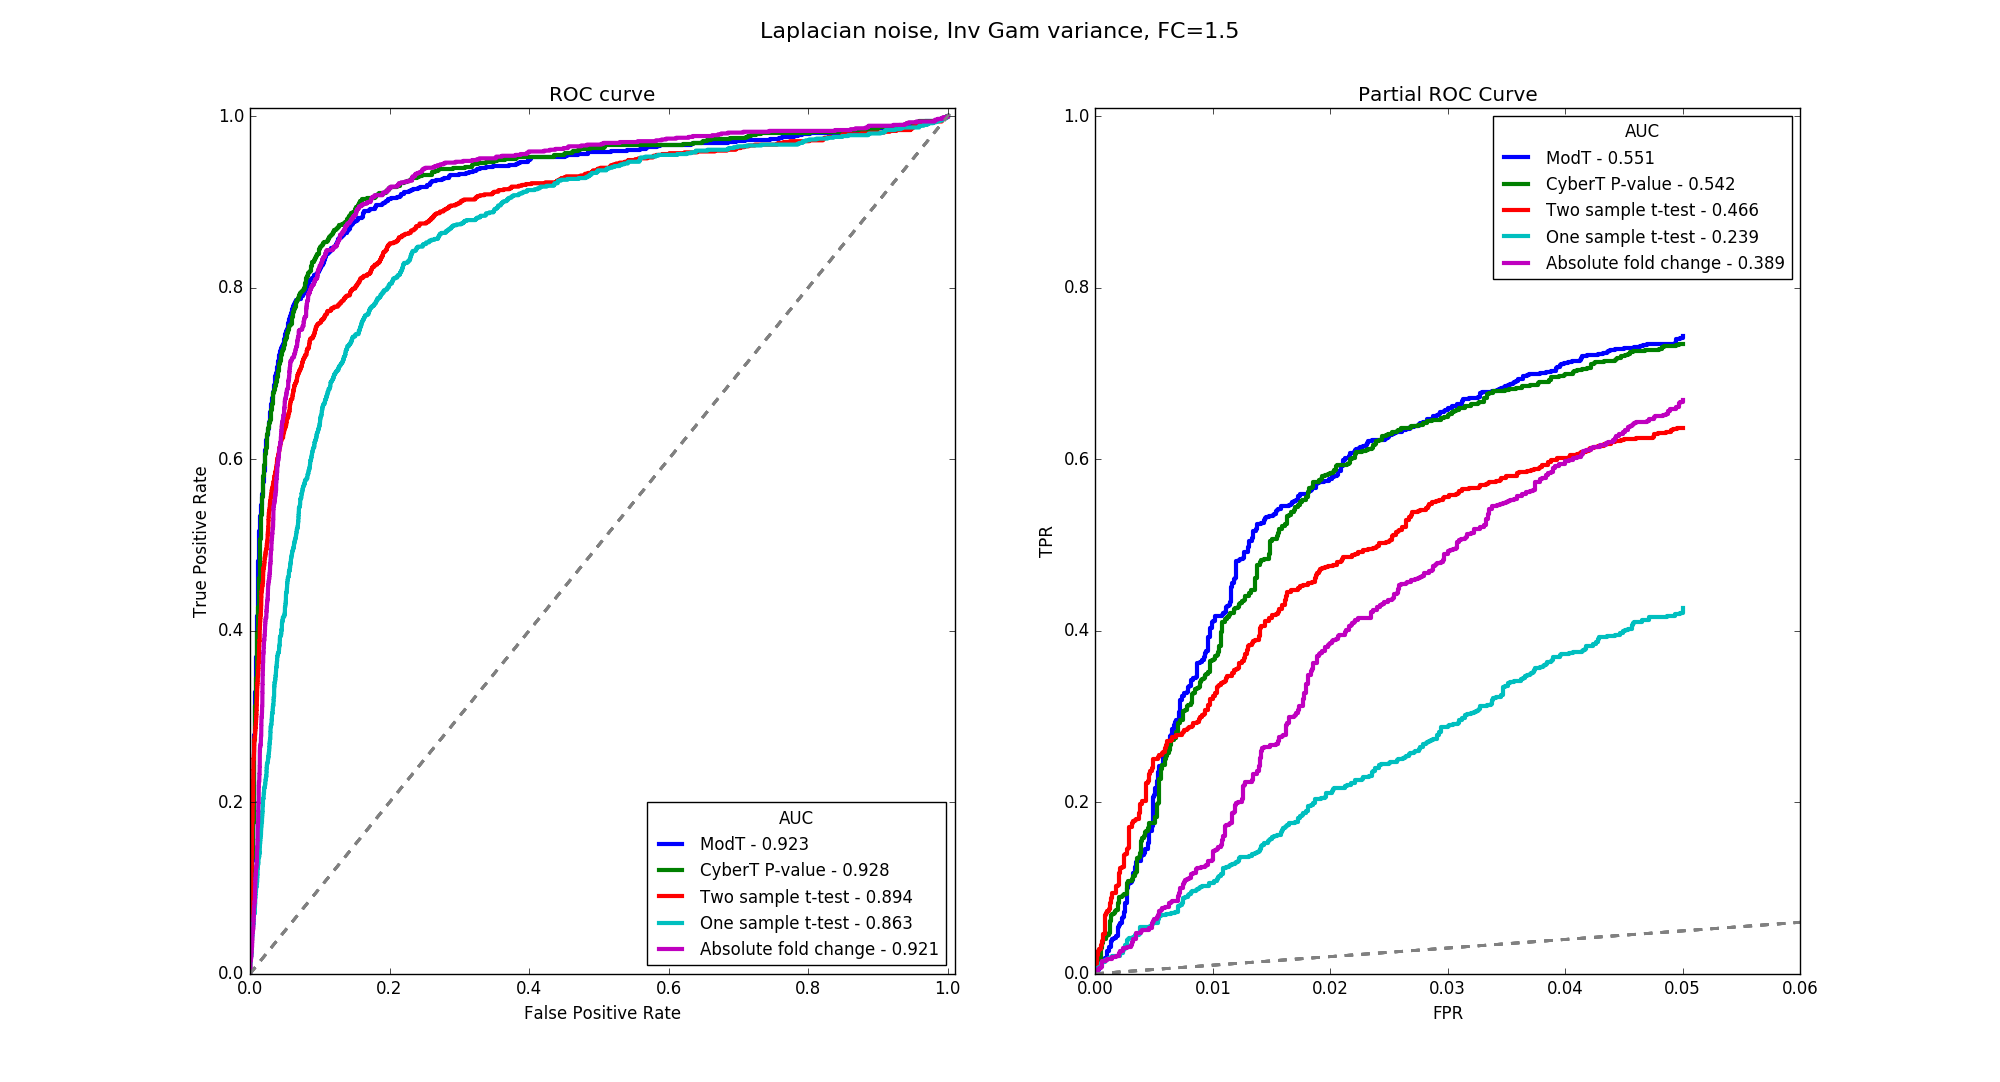 Laplacian noise, Inv Gam variance, FC=1.5
ROC curve
1.0
0.8
0.6
0.4
0.2
0.0
True Positive Rate
0.0 0.2 0.4 0.6 0.8 1.0
False Positive Rate
AUC
ModT - 0.923
CyberT P-value - 0.928
Two sample t-test - 0.894
One sample t-test - 0.863
Absolute fold change - 0.921
Partial ROC Curve
1.0
0.8
0.6
0.4
0.2
0.0
TPR
0.00 0.01 0.02 0.03 0.04 0.05 0.06
FPR
AUC
ModT - 0.551
CyberT P-value - 0.542
Two sample t-test - 0.466
One sample t-test - 0.239
Absolute fold change - 0.389